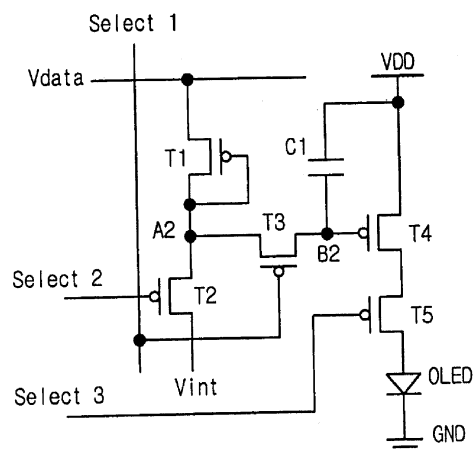 Select 1
Vdata
VDD
T1
C1
A2
T3
B2
T4
Select 2
T2
T5
Vint
OLED
Select 3
GND